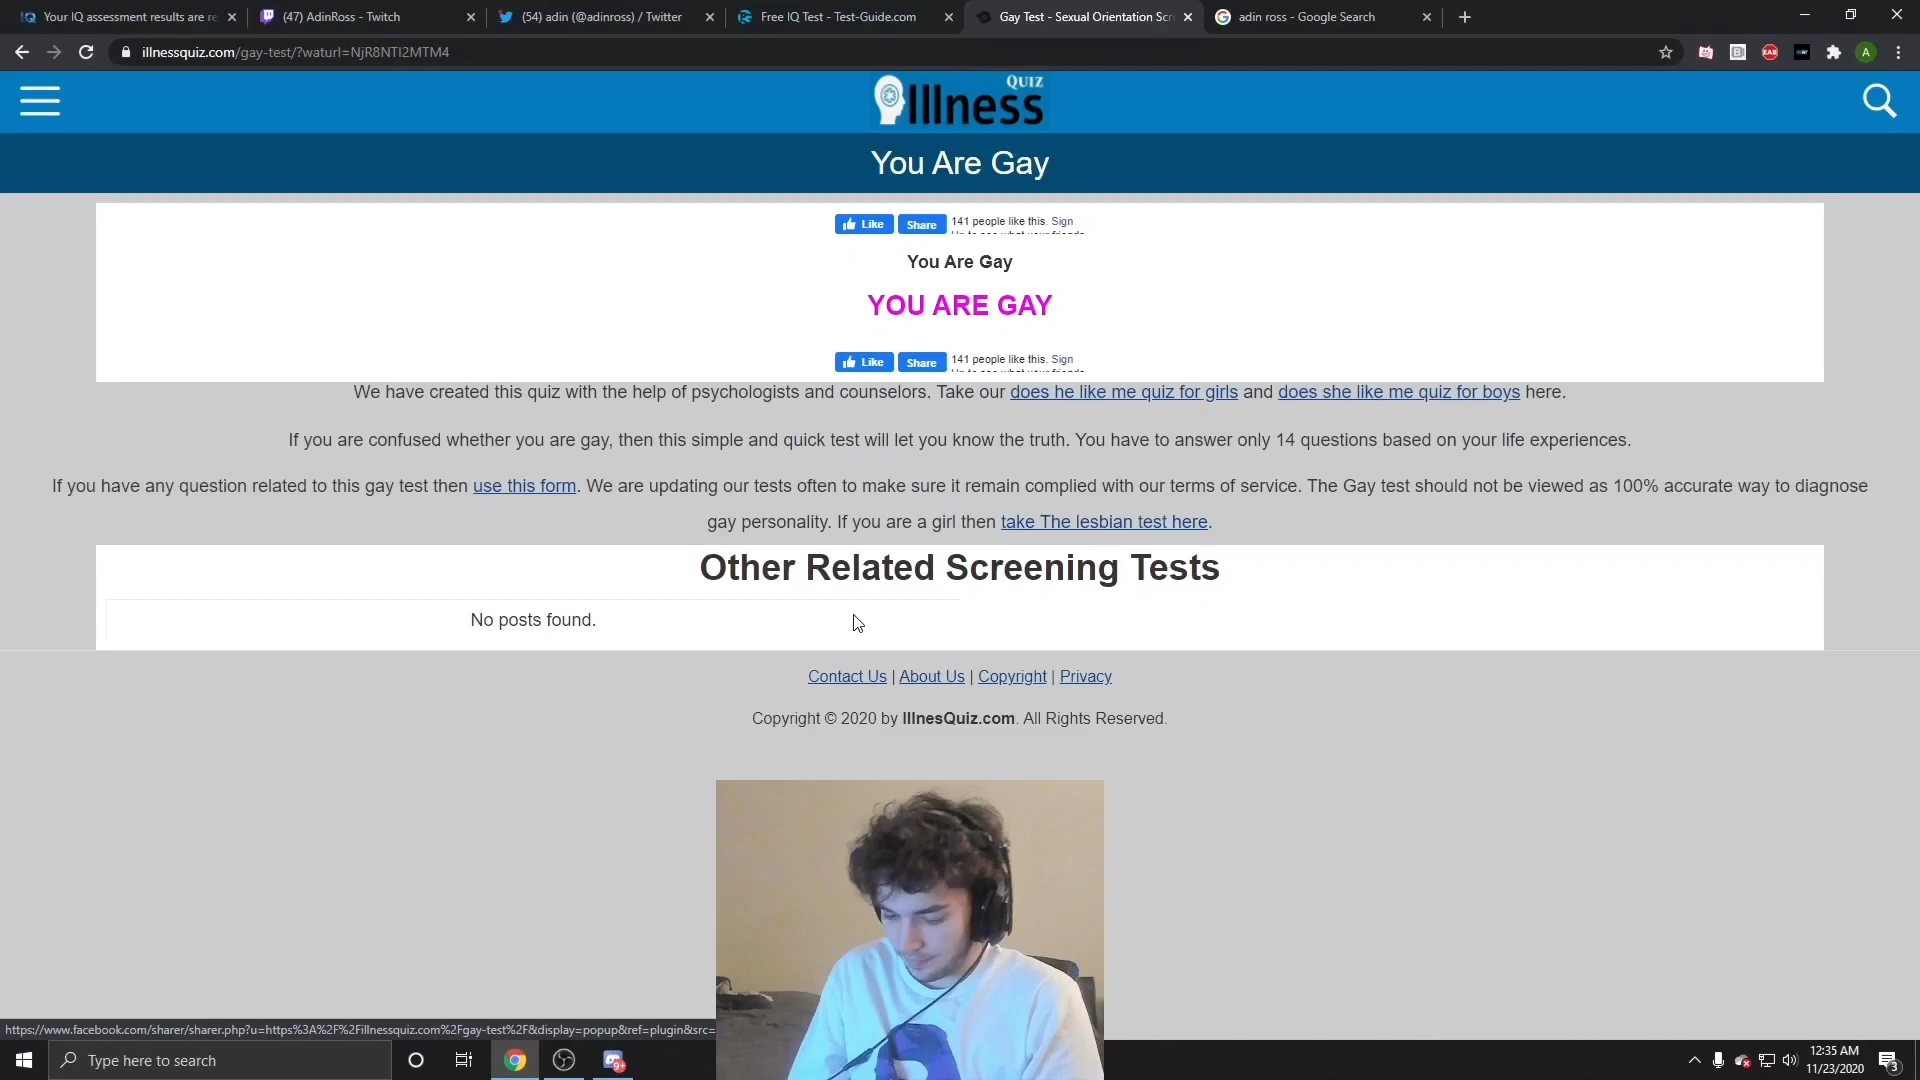 Your IQ assessment results are re
(47) AdinRoss - Twitch
(54) adin (@adinross) / Twitter
Free IQ Test - Test-Guide.com
Gay Test - Sexual Orientation Scr
adin ross - Google Search
illnessquiz.com/gay-test/?waturl=NjR8NTI2MTM4
A
Illness Quiz
You Are Gay
Like Share 141 people like this. Sign
You Are Gay
YOU ARE GAY
Like Share 141 people like this. Sign
We have created this quiz with the help of psychologists and counselors. Take our does he like me quiz for girls and does she like me quiz for boys here.
If you are confused whether you are gay, then this simple and quick test will let you know the truth. You have to answer only 14 questions based on your life experiences.
If you have any question related to this gay test then use this form. We are updating our tests often to make sure it remain complied with our terms of service. The Gay test should not be viewed as 100% accurate way to diagnose
gay personality. If you are a girl then take The lesbian test here.
Other Related Screening Tests
No posts found.
Contact Us | About Us | Copyright | Privacy
Copyright © 2020 by IllnesQuiz.com. All Rights Reserved.
https://www.facebook.com/sharer/sharer.php?u=https%3A%2F%2Fillnessquiz.com%2Fgay-test%2F&display=popup&ref=plugin&src=
Type here to search
9+
12:35 AM
11/23/2020
3